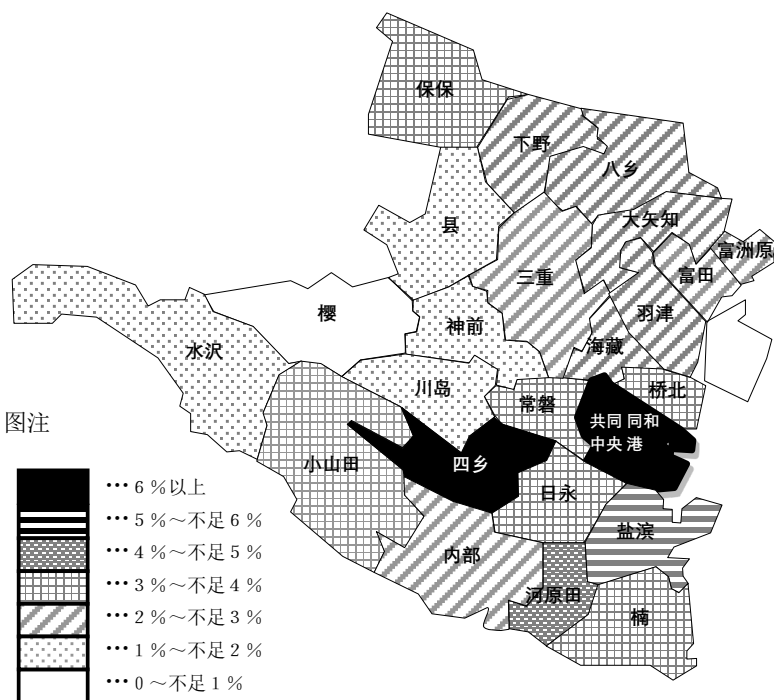 保保
下野
八乡
县
大矢知
富洲原
三重
富田
樱
神前
羽津
水沢
海藏
川岛
桥北
常磐
共同 同和
中央 港
小山田
四乡
日永
盐滨
内部
河原田
楠
图注
･･･6 %以上
･･･5 %～不足 6 %
･･･4 %～不足 5 %
･･･3 %～不足 4 %
･･･2 %～不足 3 %
･･･1 %～不足 2 %
･･･0 ～不足 1 %